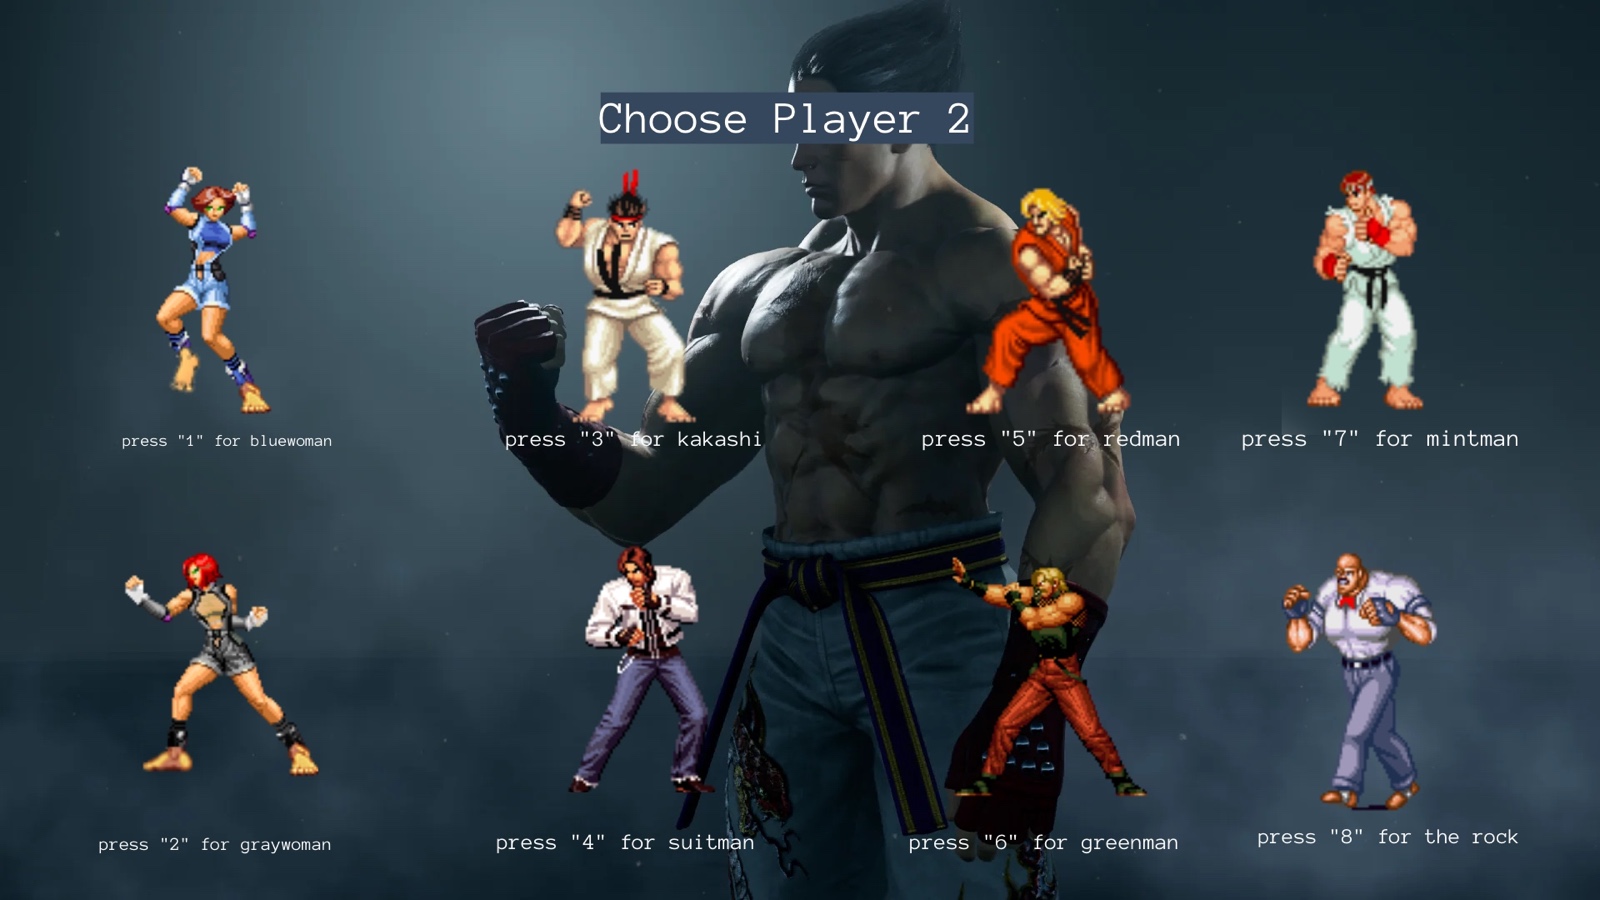 Choose Player 2
press "1" for bluewoman
press "3" for kakashi
press "5" for redman
press "7" for mintman
press "2" for graywoman
press "4" for suitman
press "6" for greenman
press "8" for the rock